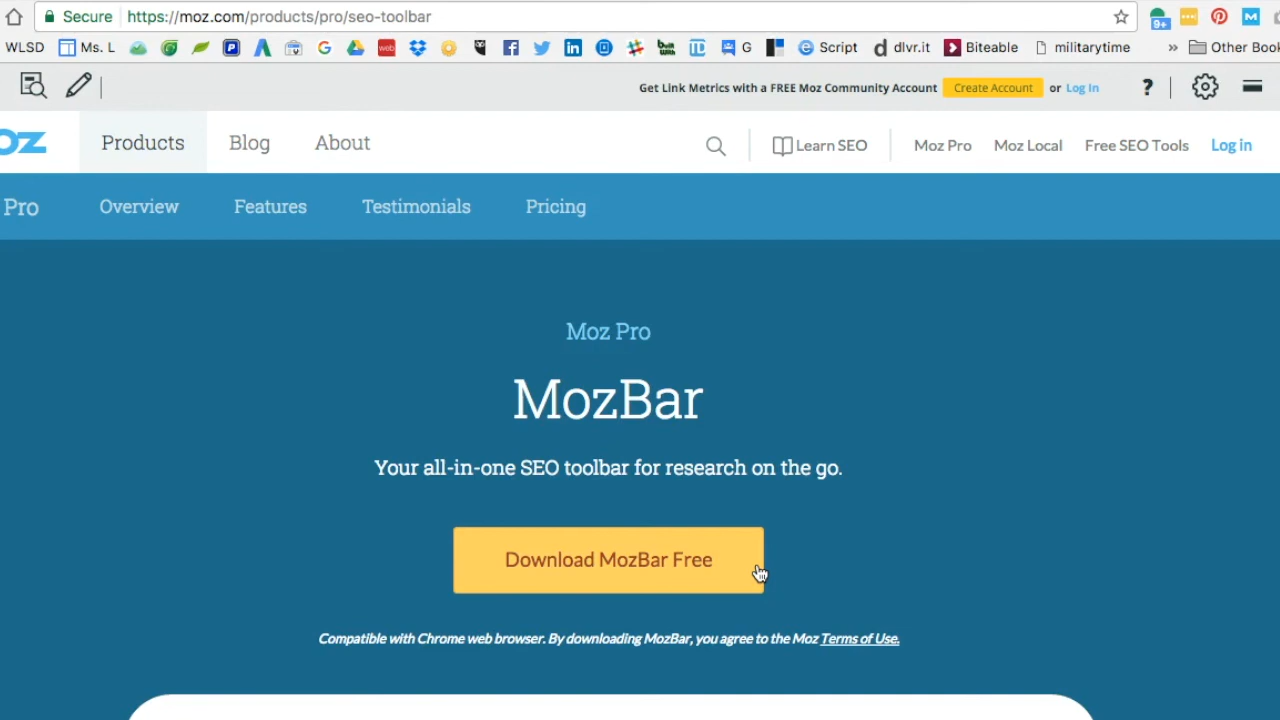 Secure https://moz.com/products/pro/seo-toolbar
9+
WLSD Ms. L web G Script dlvr.it Biteable militarytime » Other Book
Get Link Metrics with a FREE Moz Community Account Create Account or Log In ?
OZ Products Blog About Learn SEO Moz Pro Moz Local Free SEO Tools Log in
Pro Overview Features Testimonials Pricing
Moz Pro
MozBar
Your all-in-one SEO toolbar for research on the go.
Download MozBar Free
Compatible with Chrome web browser. By downloading MozBar, you agree to the Moz Terms of Use.